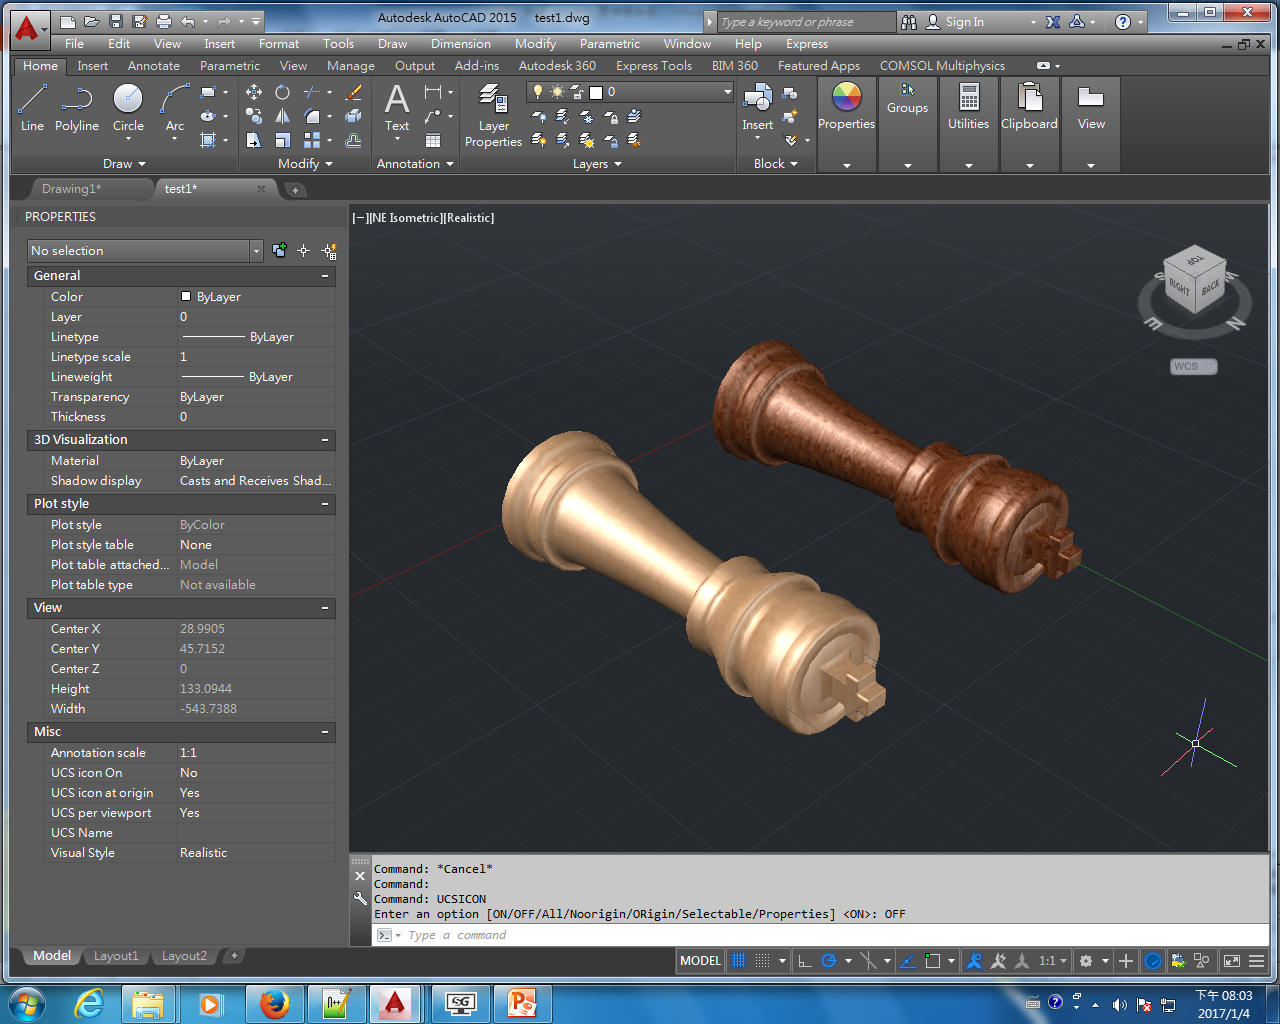 Autodesk AutoCAD 2015 test1.dwg
Type a keyword or phrase
Sign In
File Edit View Insert Format Tools Draw Dimension Modify Parametric Window Help Express
Home Insert Annotate Parametric View Manage Output Add-ins Autodesk 360 Express Tools BIM 360 Featured Apps COMSOL Multiphysics
0
Line Polyline Circle Arc
Text
Layer
Properties
Insert
Properties
Groups
Utilities
Clipboard
View
Draw Modify Annotation Layers Block
Drawing1* test1*
PROPERTIES
[−][NE Isometric][Realistic]
No selection
General
Color ByLayer
Layer 0
Linetype ByLayer
Linetype scale 1
Lineweight ByLayer
Transparency ByLayer
Thickness 0
3D Visualization
Material ByLayer
Shadow display Casts and Receives Shad...
Plot style
Plot style ByColor
Plot style table None
Plot table attached... Model
Plot table type Not available
View
Center X 28.9905
Center Y 45.7152
Center Z 0
Height 133.0944
Width -543.7388
Misc
Annotation scale 1:1
UCS icon On No
UCS icon at origin Yes
UCS per viewport Yes
UCS Name
Visual Style Realistic
TOP
RIGHT
BACK
S
W
E
N
WCS
Command: *Cancel*
Command:
Command: UCSICON
Enter an option [ON/OFF/All/Noorigin/ORigin/Selectable/Properties] <ON>: OFF
Type a command
Model Layout1 Layout2
MODEL
1:1
SG
下午 08:03
2017/1/4